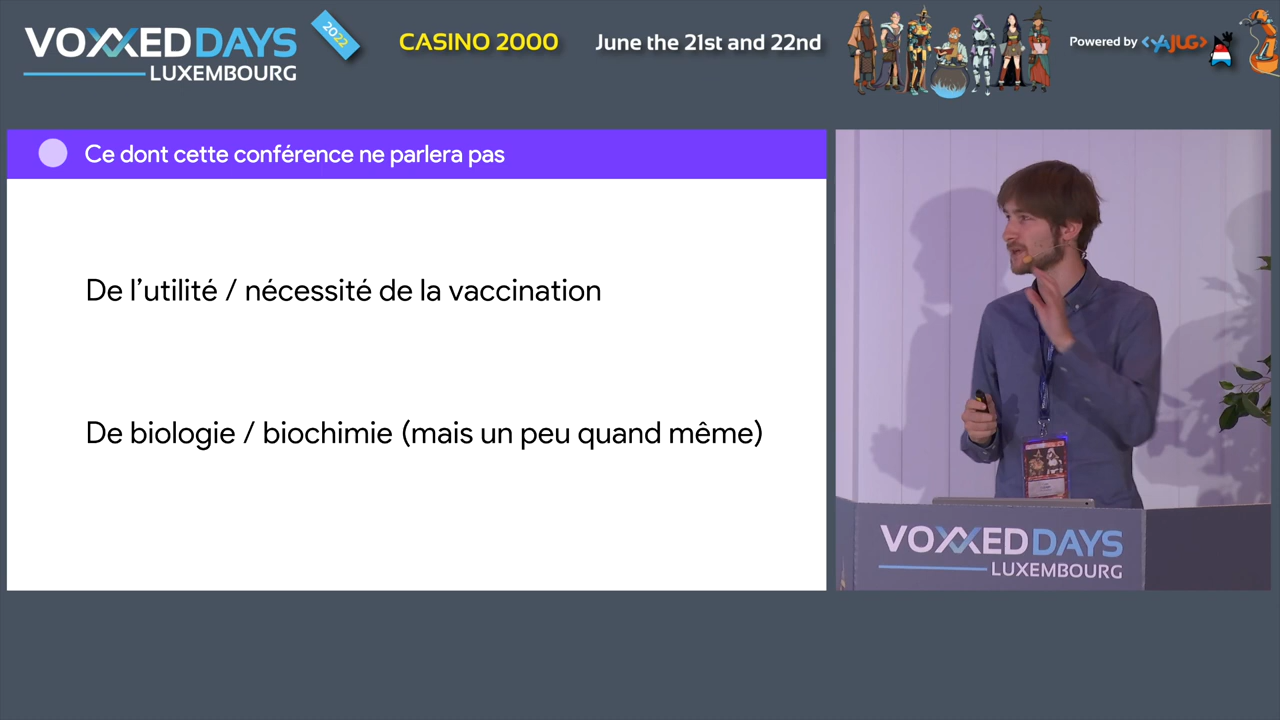 VOXXEDDAYS
LUXEMBOURG
2022
CASINO 2000
June the 21st and 22nd
Powered by <YAJUG>
Ce dont cette conférence ne parlera pas
De l’utilité / nécessité de la vaccination
De biologie / biochimie (mais un peu quand même)
VOXXEDDAYS
LUXEMBOURG